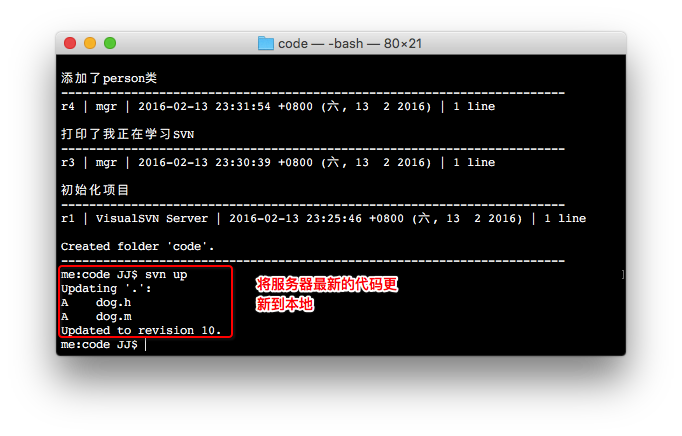 code — -bash — 80×21
添加了person类
------------------------------------------------------------------------
r4 | mgr | 2016-02-13 23:31:54 +0800 (六, 13  2 2016) | 1 line
打印了我正在学习SVN
------------------------------------------------------------------------
r3 | mgr | 2016-02-13 23:30:39 +0800 (六, 13  2 2016) | 1 line
初始化项目
------------------------------------------------------------------------
r1 | VisualSVN Server | 2016-02-13 23:25:46 +0800 (六, 13  2 2016) | 1 line
Created folder 'code'.
------------------------------------------------------------------------
me:code JJ$ svn up
Updating '.':
A    dog.h
A    dog.m
Updated to revision 10.
me:code JJ$
将服务器最新的代码更
新到本地